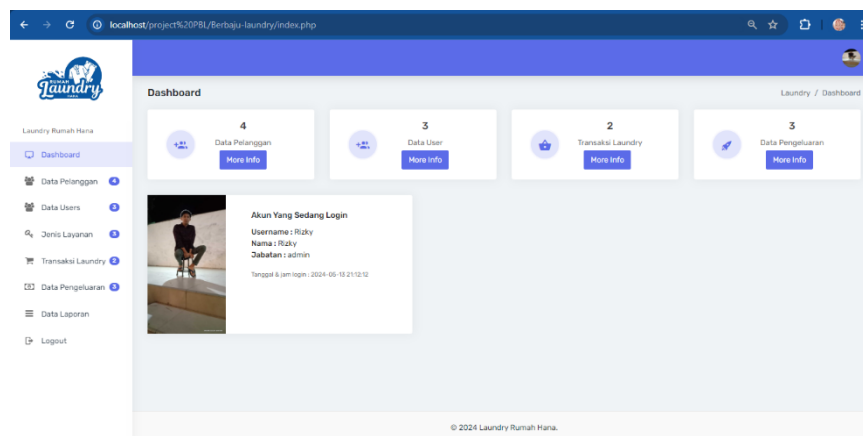 localhost/project%20PBL/Berbaju-laundry/index.php
RUMAH
Laundry
HANA
Laundry Rumah Hana
Dashboard
Data Pelanggan 4
Data Users 3
Jenis Layanan 3
Transaksi Laundry 2
Data Pengeluaran 3
Data Laporan
Logout
Dashboard
Laundry / Dashboard
4
Data Pelanggan
More Info
3
Data User
More Info
2
Transaksi Laundry
More Info
3
Data Pengeluaran
More Info
Akun Yang Sedang Login
Username : Rizky
Nama : Rizky
Jabatan : admin
Tanggal & jam login : 2024-05-13 21:12:12
© 2024 Laundry Rumah Hana.